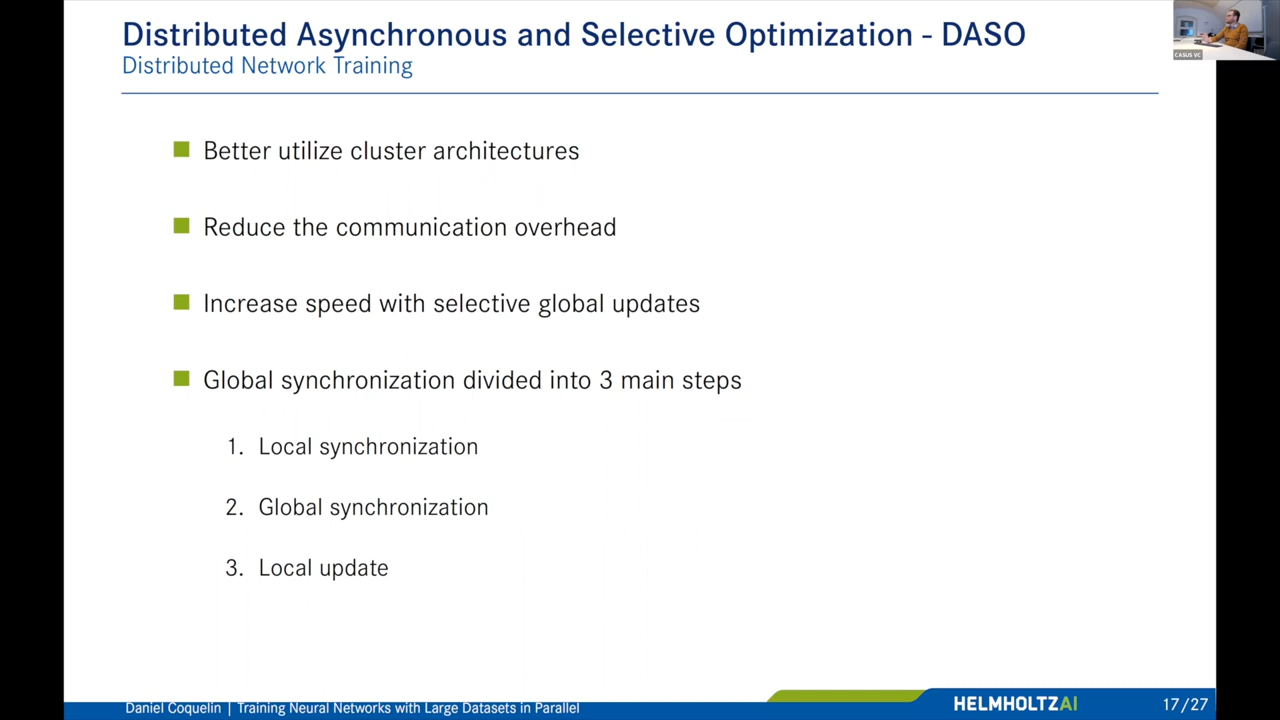 Distributed Asynchronous and Selective Optimization - DASO
Distributed Network Training
CASUS VC
Better utilize cluster architectures
Reduce the communication overhead
Increase speed with selective global updates
Global synchronization divided into 3 main steps
1. Local synchronization
2. Global synchronization
3. Local update
Daniel Coquelin | Training Neural Networks with Large Datasets in Parallel
HELMHOLTZAI
17/27